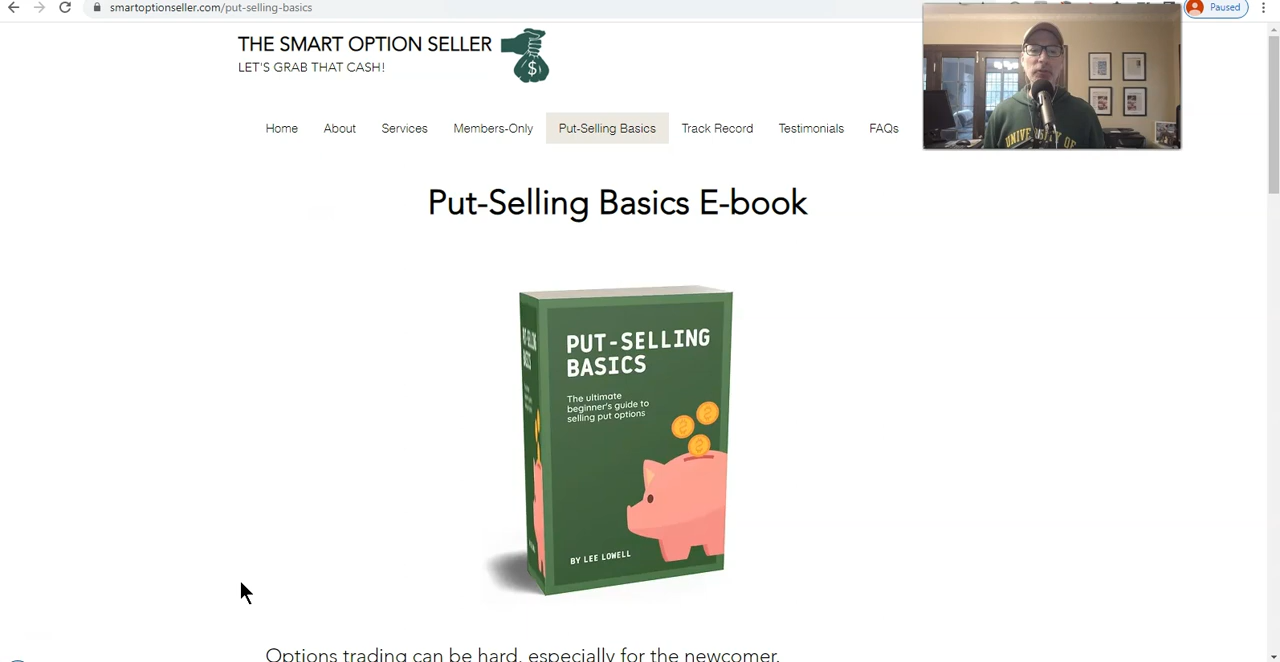 smartoptionseller.com/put-selling-basics
Paused
THE SMART OPTION SELLER
LET'S GRAB THAT CASH!
$
Home About Services Members-Only Put-Selling Basics Track Record Testimonials FAQs
UNIVERSITY OF
Put-Selling Basics E-book
PUT-SELLING
BASICS
The ultimate
beginner's guide to
selling put options
BY LEE LOWELL
Options trading can be hard, especially for the newcomer.